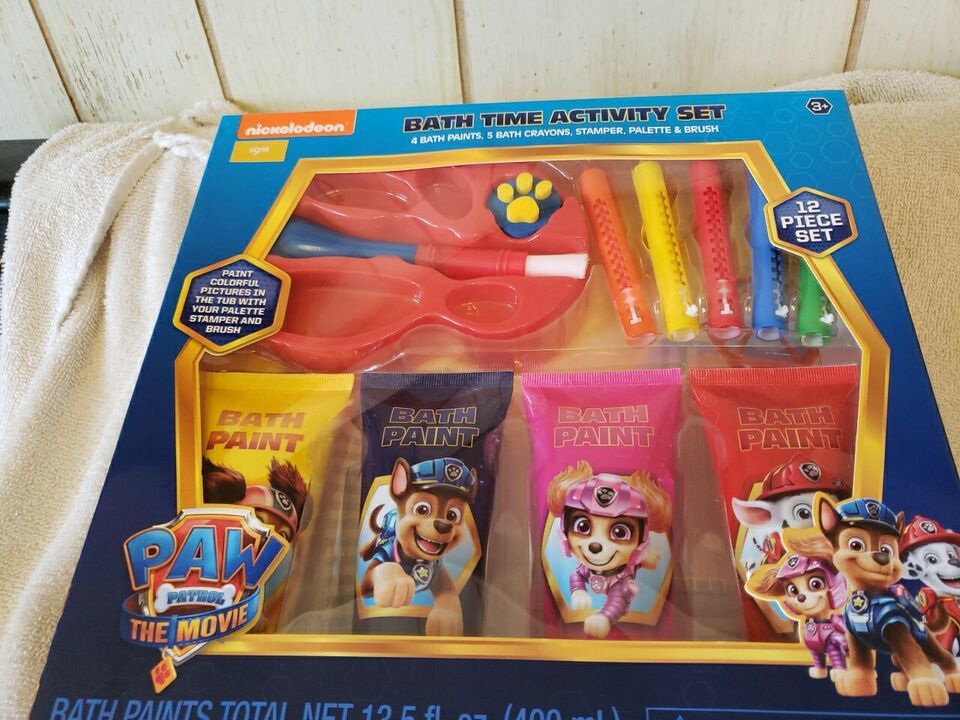 nickelodeon
$9.88
BATH TIME ACTIVITY SET
4 BATH PAINTS, 5 BATH CRAYONS, STAMPER, PALETTE & BRUSH
3+
12
PIECE
SET
PAINT
COLORFUL
PICTURES IN
THE TUB WITH
YOUR PALETTE
STAMPER AND
BRUSH
BATH
PAINT
BATH
PAINT
BATH
PAINT
BATH
PAINT
PAW
PATROL
THE MOVIE
BATH PAINTS TOTAL NET 13.5 fl. oz. (400 mL)